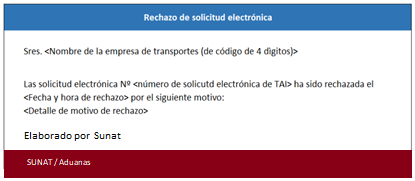 Rechazo de solicitud electrónica
Sres. <Nombre de la empresa de transportes (de código de 4 dígitos)>
Las solicitud electrónica Nº <número de solicutd electrónica de TAI> ha sido rechazada el
<Fecha y hora de rechazo> por el siguiente motivo:
<Detalle de motivo de rechazo>
Elaborado por Sunat
SUNAT / Aduanas